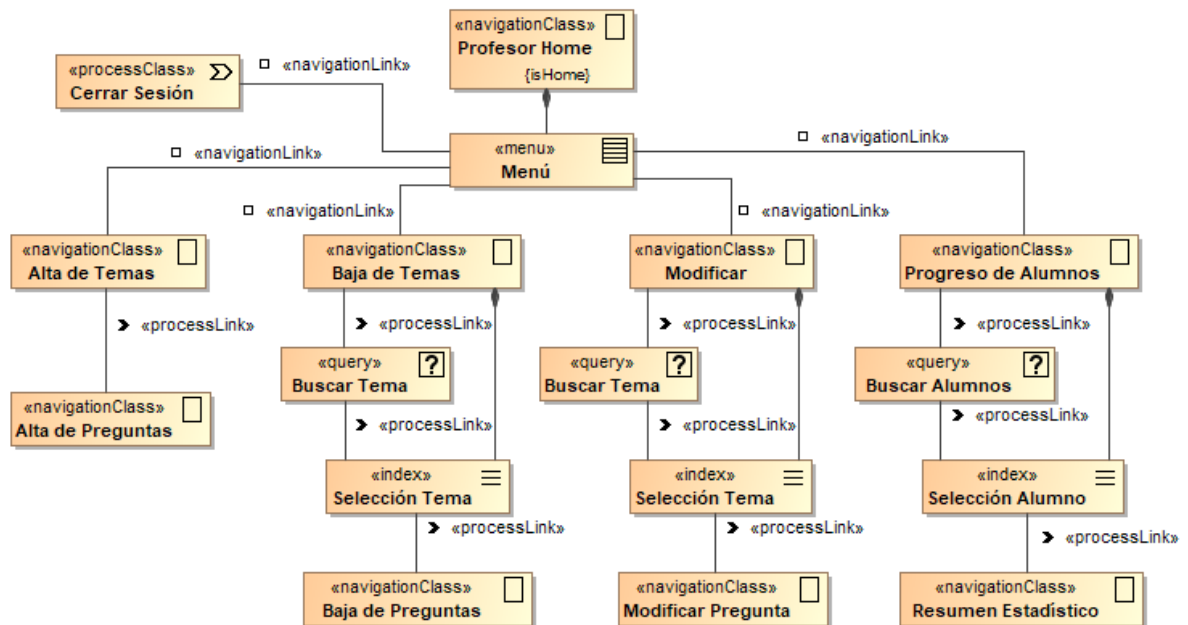 «navigationClass»
Profesor Home
{isHome}
«processClass»
Cerrar Sesión
«navigationLink»
«menu»
Menú
«navigationLink»
«navigationLink»
«navigationLink»
«navigationLink»
«navigationClass»
Alta de Temas
«navigationClass»
Baja de Temas
«navigationClass»
Modificar
«navigationClass»
Progreso de Alumnos
«processLink»
«processLink»
«processLink»
«processLink»
«query»
Buscar Tema
«query»
Buscar Tema
«query»
Buscar Alumnos
«navigationClass»
Alta de Preguntas
«processLink»
«processLink»
«processLink»
«index»
Selección Tema
«index»
Selección Tema
«index»
Selección Alumno
«processLink»
«processLink»
«processLink»
«navigationClass»
Baja de Preguntas
«navigationClass»
Modificar Pregunta
«navigationClass»
Resumen Estadístico